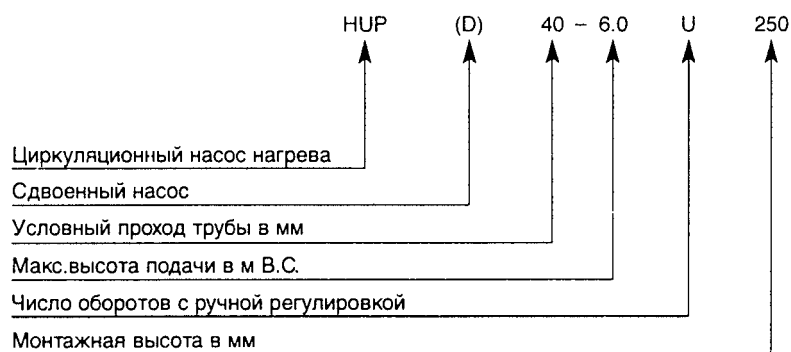 HUP (D) 40 – 6.0 U 250
Циркуляционный насос нагрева
Сдвоенный насос
Условный проход трубы в мм
Макс.высота подачи в м В.С.
Число оборотов с ручной регулировкой
Монтажная высота в мм